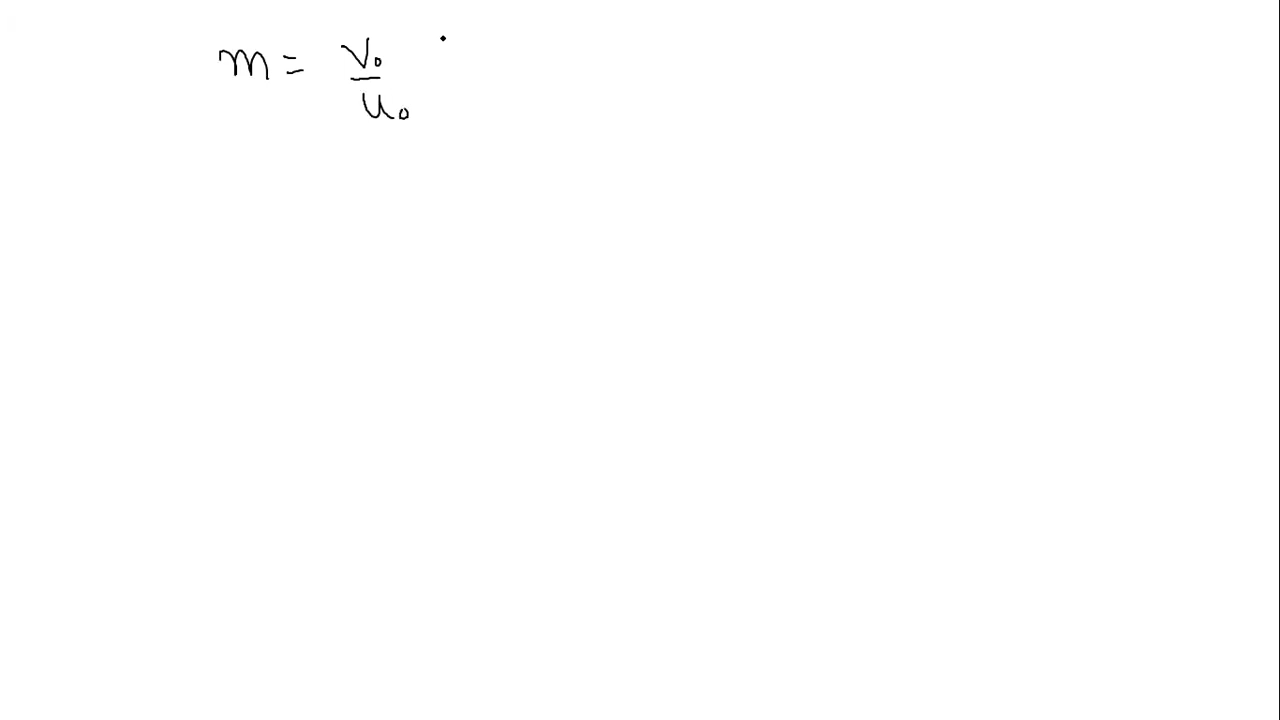 m = v₀/u₀